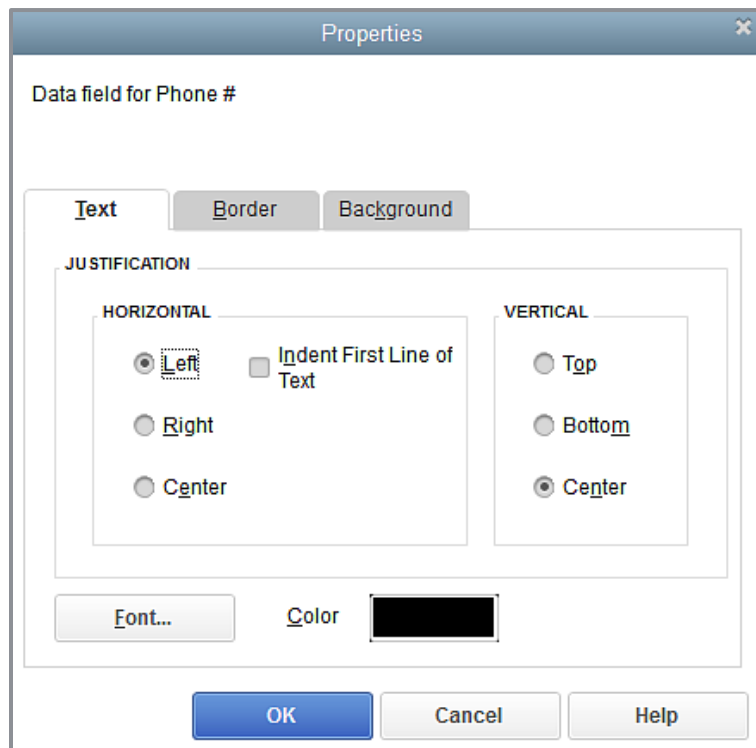 Properties
Data field for Phone #
Text Border Background
JUSTIFICATION
HORIZONTAL VERTICAL
Left Indent First Line of Top
Text
Right Bottom
Center Center
Font... Color
OK Cancel Help